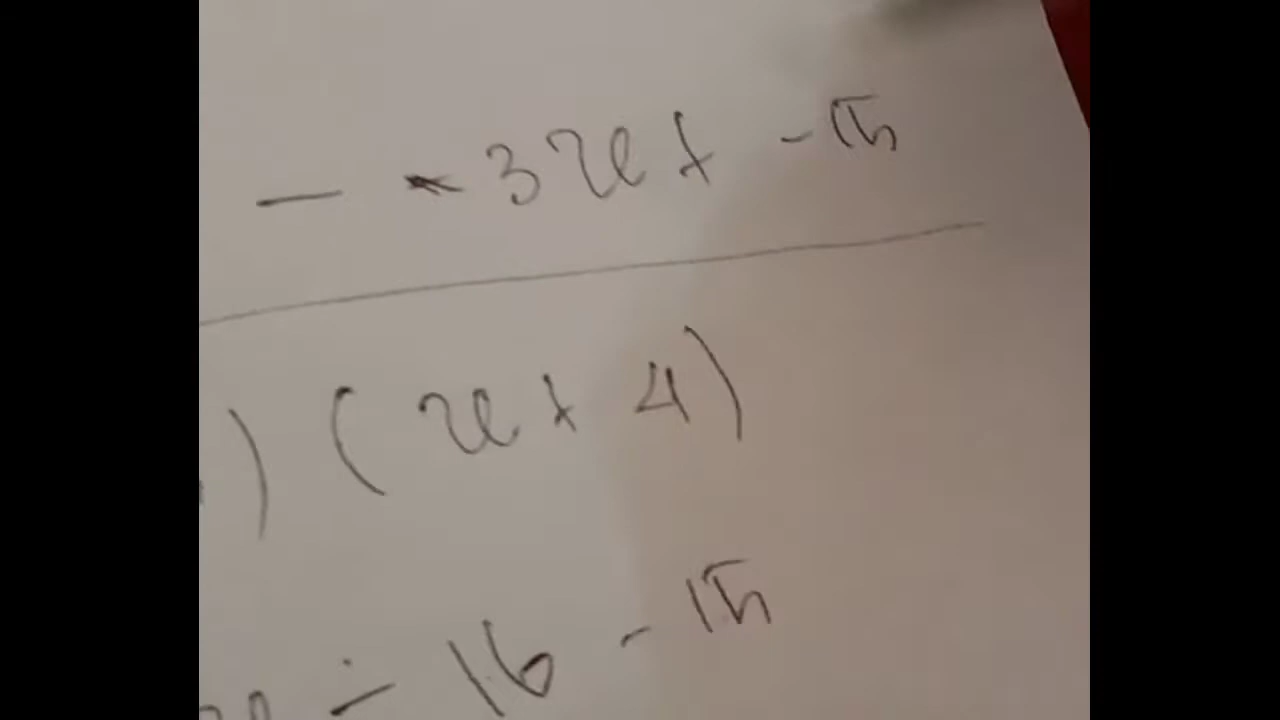 — - 3x + - 15
) (x + 4)
x - 16 - 15